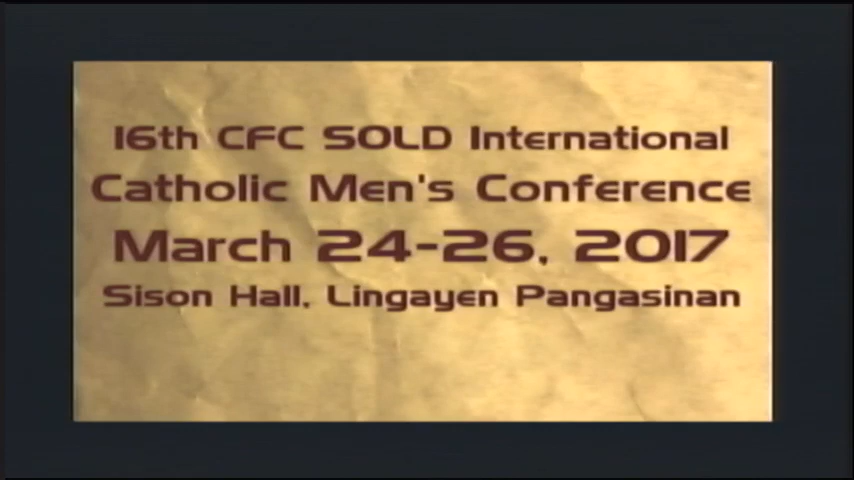 16th CFC SOLD International
Catholic Men's Conference
March 24-26, 2017
Sison Hall, Lingayen Pangasinan